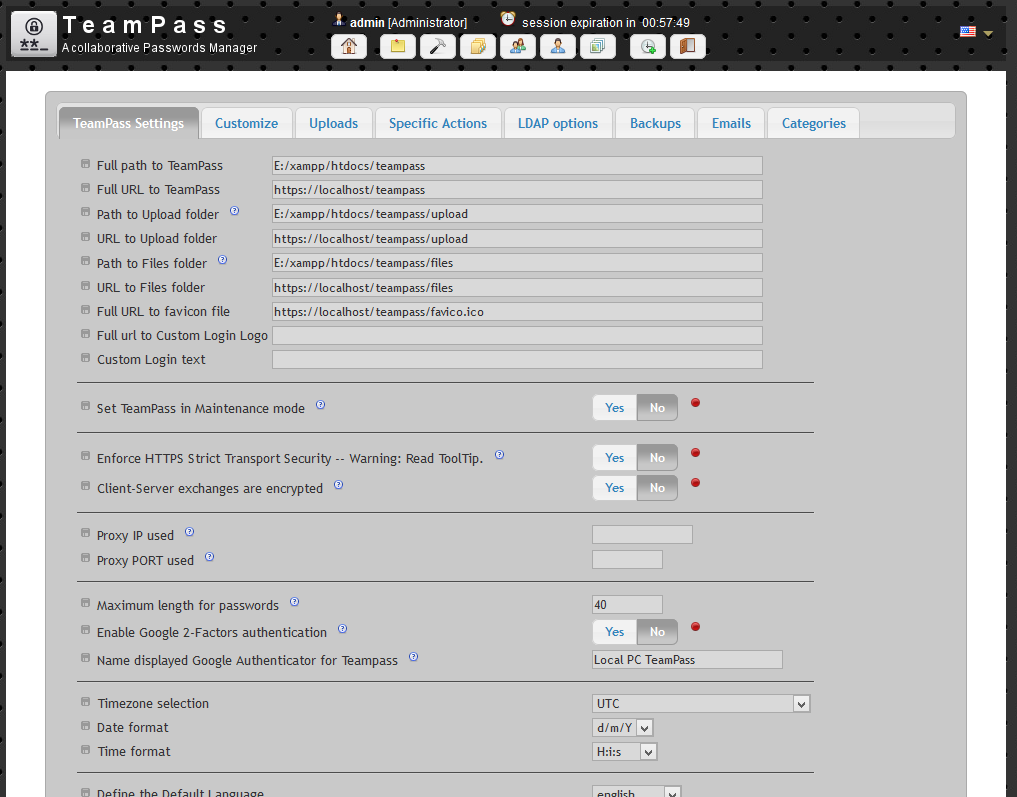 TeamPass
A collaborative Passwords Manager
admin [Administrator] session expiration in 00:57:49
TeamPass Settings Customize Uploads Specific Actions LDAP options Backups Emails Categories
Full path to TeamPass E:/xampp/htdocs/teampass
Full URL to TeamPass https://localhost/teampass
Path to Upload folder E:/xampp/htdocs/teampass/upload
URL to Upload folder https://localhost/teampass/upload
Path to Files folder E:/xampp/htdocs/teampass/files
URL to Files folder https://localhost/teampass/files
Full URL to favicon file https://localhost/teampass/favico.ico
Full url to Custom Login Logo
Custom Login text
Set TeamPass in Maintenance mode Yes No
Enforce HTTPS Strict Transport Security -- Warning: Read ToolTip. Yes No
Client-Server exchanges are encrypted Yes No
Proxy IP used
Proxy PORT used
Maximum length for passwords 40
Enable Google 2-Factors authentication Yes No
Name displayed Google Authenticator for Teampass Local PC TeamPass
Timezone selection UTC
Date format d/m/Y
Time format H:i:s
Define the Default Language english